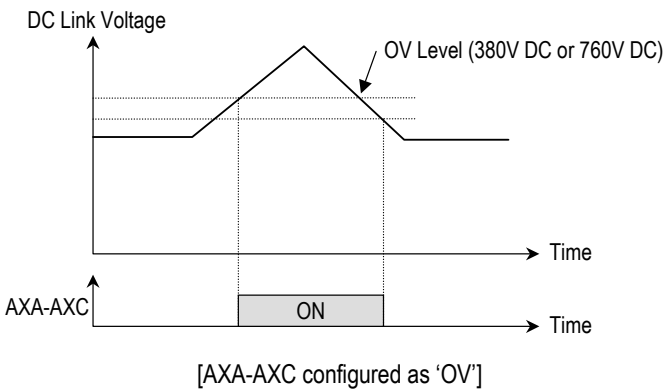 DC Link Voltage
OV Level (380V DC or 760V DC)
Time
AXA-AXC
ON
Time
[AXA-AXC configured as ‘OV’]